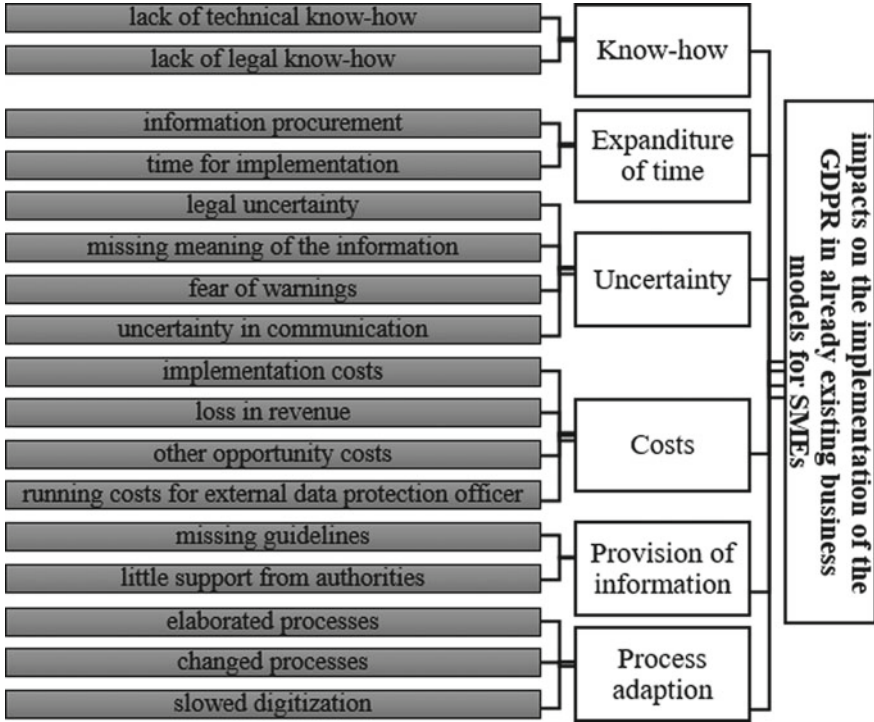 lack of technical know-how
lack of legal know-how
Know-how
information procurement
time for implementation
Expanditure
of time
legal uncertainty
missing meaning of the information
fear of warnings
uncertainty in communication
Uncertainty
implementation costs
loss in revenue
other opportunity costs
running costs for external data protection officer
Costs
missing guidelines
little support from authorities
Provision of
information
elaborated processes
changed processes
slowed digitization
Process
adaption
impacts on the implementation of the
GDPR in already existing business
models for SMEs